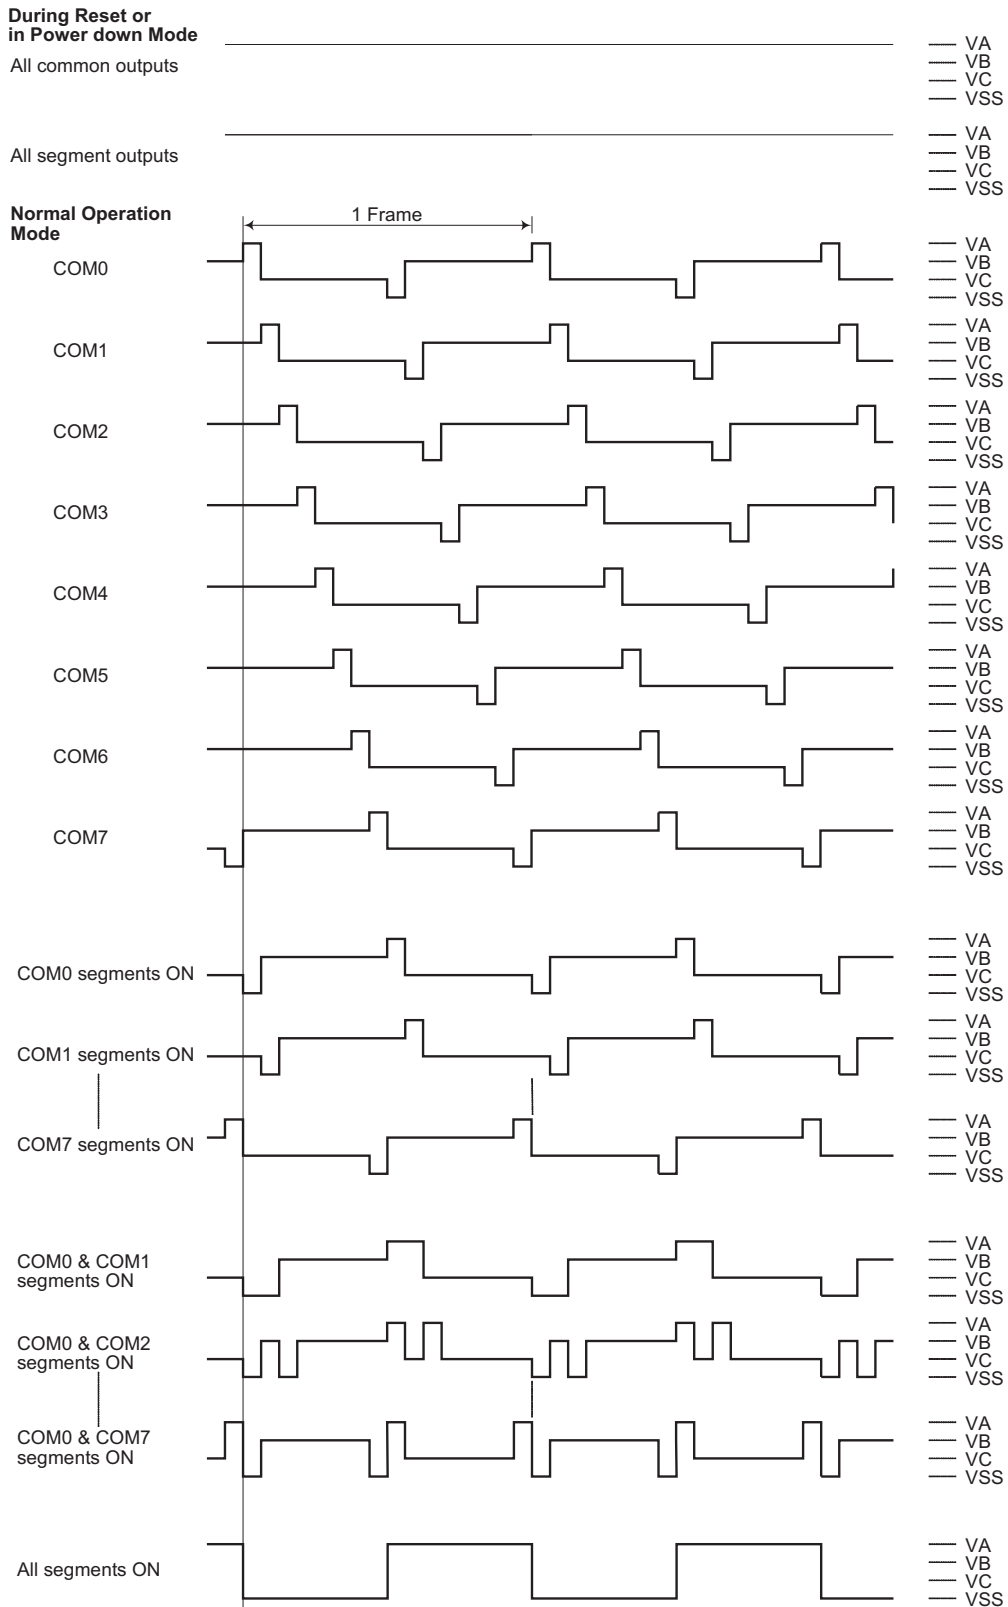 During Reset or
in Power down Mode
All common outputs
VA
VB
VC
VSS
All segment outputs
VA
VB
VC
VSS
Normal Operation
Mode
1 Frame
COM0
VA
VB
VC
VSS
COM1
VA
VB
VC
VSS
COM2
VA
VB
VC
VSS
COM3
VA
VB
VC
VSS
COM4
VA
VB
VC
VSS
COM5
VA
VB
VC
VSS
COM6
VA
VB
VC
VSS
COM7
VA
VB
VC
VSS
COM0 segments ON
VA
VB
VC
VSS
COM1 segments ON
VA
VB
VC
VSS
COM7 segments ON
VA
VB
VC
VSS
COM0 & COM1
segments ON
VA
VB
VC
VSS
COM0 & COM2
segments ON
VA
VB
VC
VSS
COM0 & COM7
segments ON
VA
VB
VC
VSS
All segments ON
VA
VB
VC
VSS